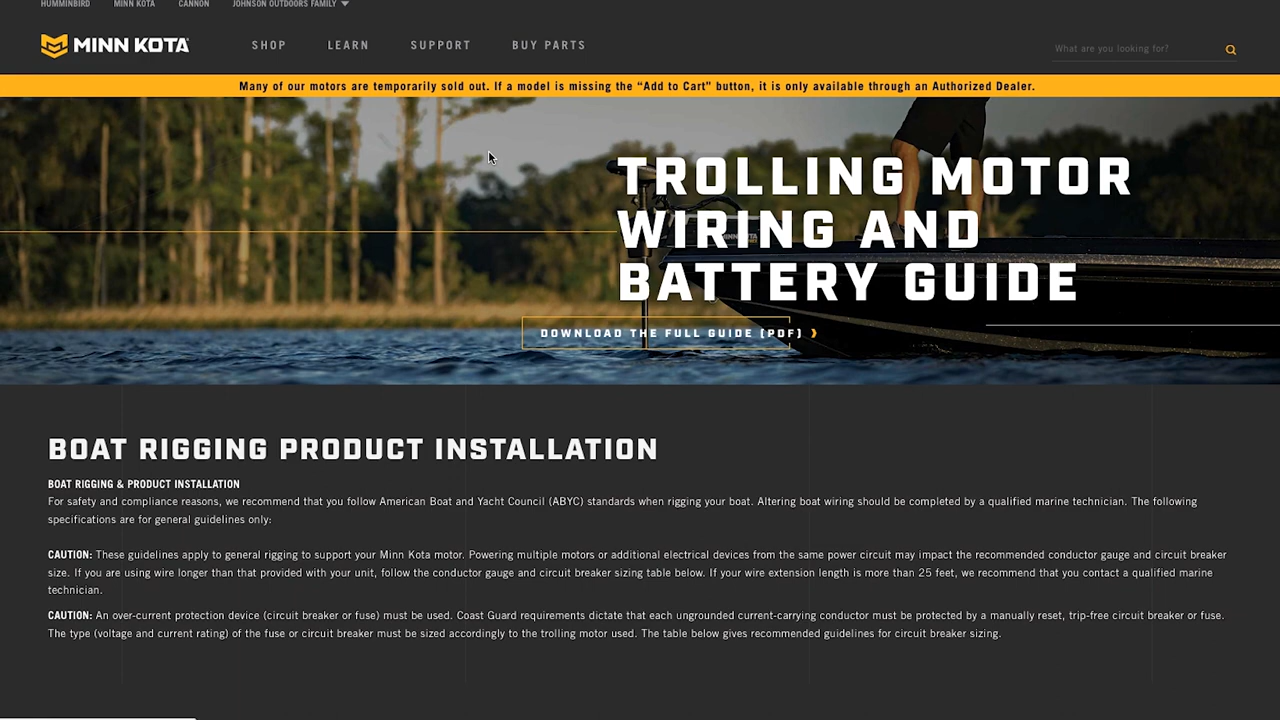 HUMMINBIRD MINN KOTA CANNON JOHNSON OUTDOORS FAMILY
MINN KOTA
SHOP LEARN SUPPORT BUY PARTS
What are you looking for?
Many of our motors are temporarily sold out. If a model is missing the “Add to Cart” button, it is only available through an Authorized Dealer.
TROLLING MOTOR
WIRING AND
BATTERY GUIDE
DOWNLOAD THE FULL GUIDE [PDF]
BOAT RIGGING PRODUCT INSTALLATION
BOAT RIGGING & PRODUCT INSTALLATION
For safety and compliance reasons, we recommend that you follow American Boat and Yacht Council (ABYC) standards when rigging your boat. Altering boat wiring should be completed by a qualified marine technician. The following
specifications are for general guidelines only:
CAUTION: These guidelines apply to general rigging to support your Minn Kota motor. Powering multiple motors or additional electrical devices from the same power circuit may impact the recommended conductor gauge and circuit breaker
size. If you are using wire longer than that provided with your unit, follow the conductor gauge and circuit breaker sizing table below. If your wire extension length is more than 25 feet, we recommend that you contact a qualified marine
technician.
CAUTION: An over-current protection device (circuit breaker or fuse) must be used. Coast Guard requirements dictate that each ungrounded current-carrying conductor must be protected by a manually reset, trip-free circuit breaker or fuse.
The type (voltage and current rating) of the fuse or circuit breaker must be sized accordingly to the trolling motor used. The table below gives recommended guidelines for circuit breaker sizing.